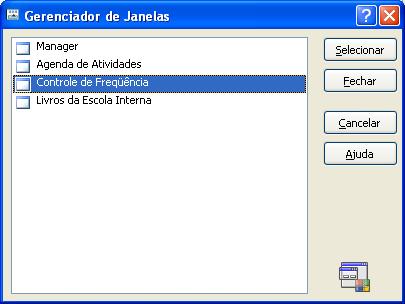 Gerenciador de Janelas
Manager
Agenda de Atividades
Controle de Freqüência
Livros da Escola Interna
Selecionar
Fechar
Cancelar
Ajuda